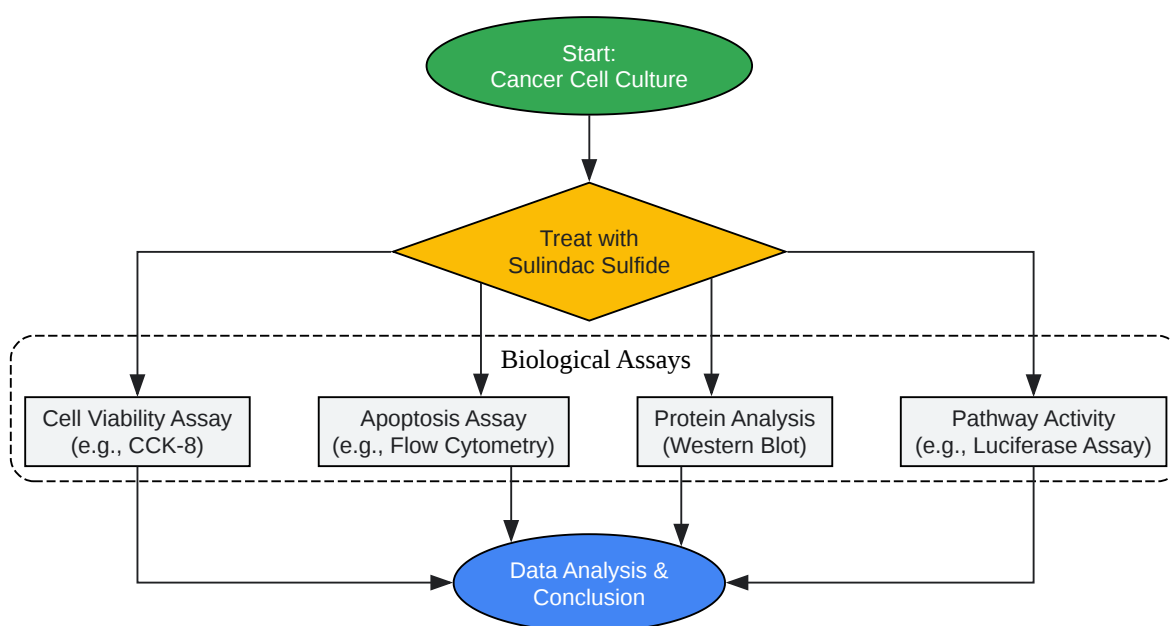 Start:
Cancer Cell Culture
Treat with
Sulindac Sulfide
Biological Assays
Cell Viability Assay
(e.g., CCK-8)
Apoptosis Assay
(e.g., Flow Cytometry)
Protein Analysis
(Western Blot)
Pathway Activity
(e.g., Luciferase Assay)
Data Analysis &
Conclusion